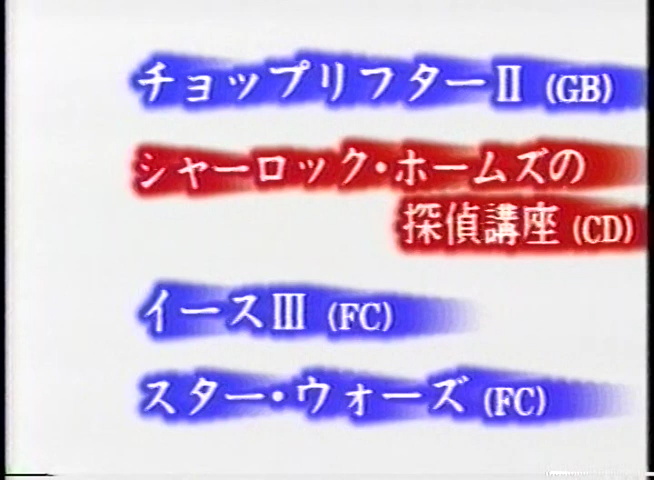 チョップリフターⅡ (GB)
シャーロック・ホームズの
探偵講座 (CD)
イースⅢ (FC)
スター・ウォーズ (FC)